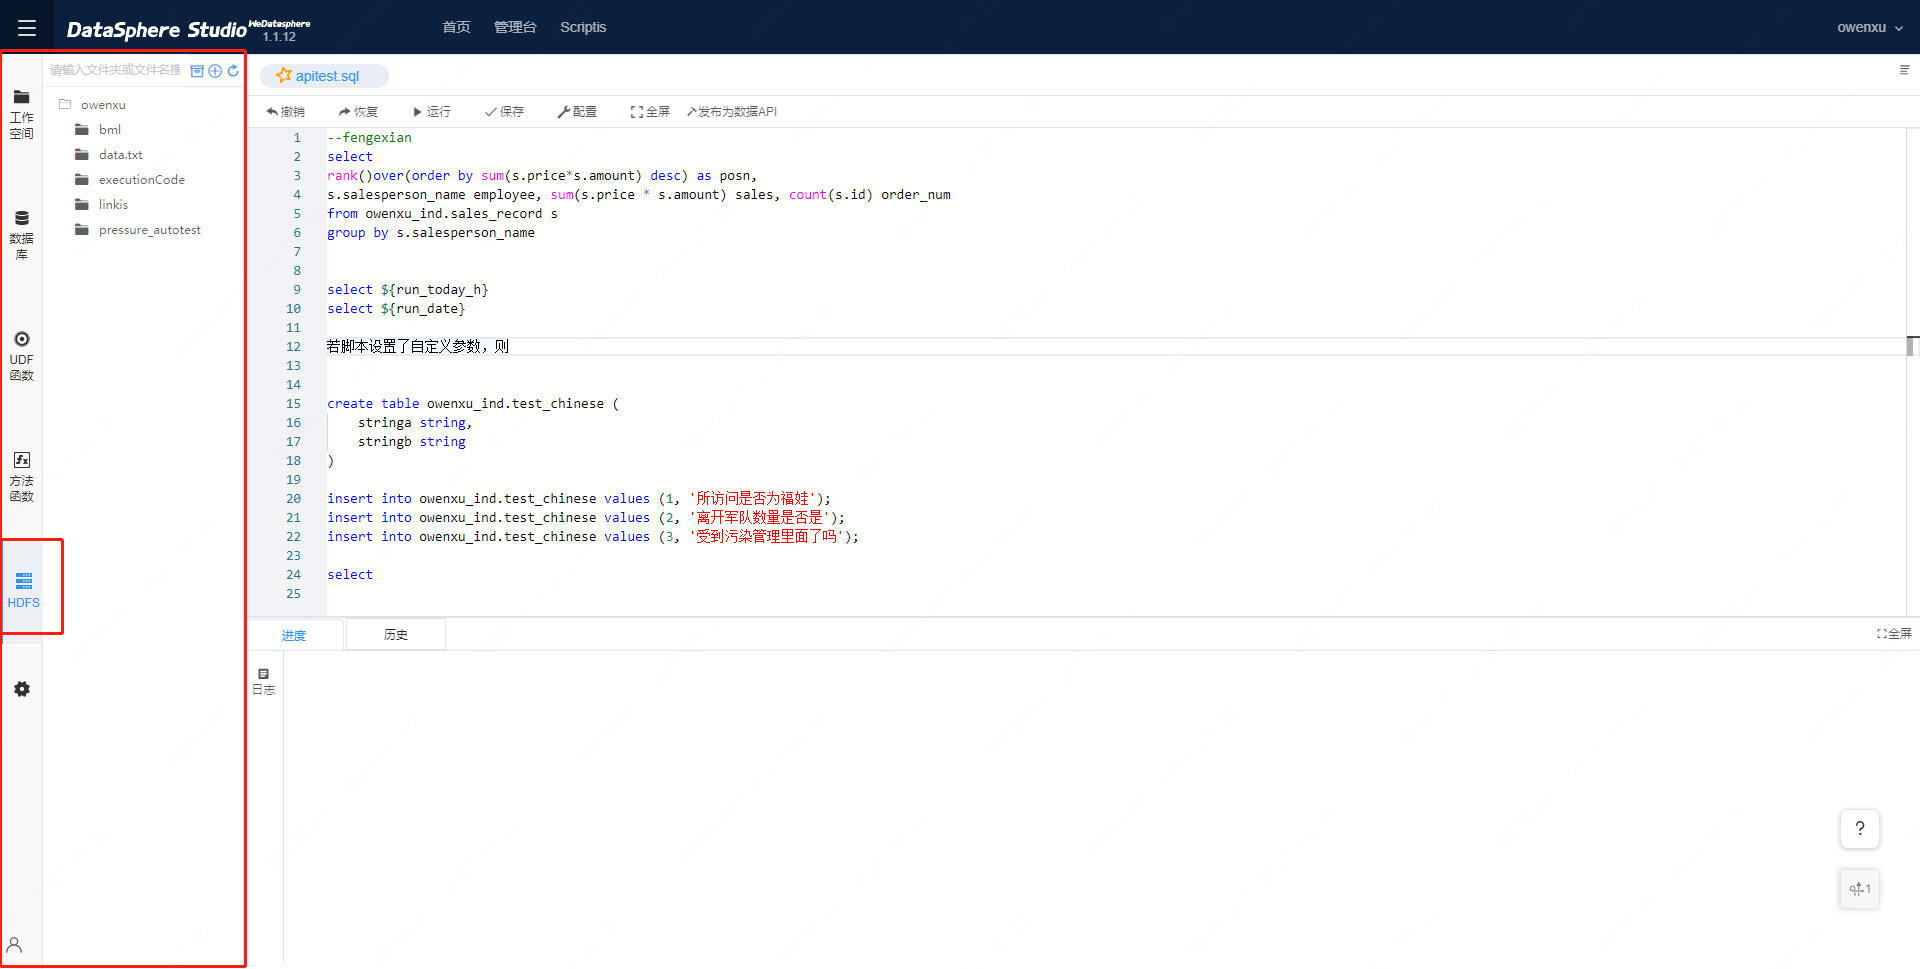 DataSphere Studio WeDatasphere 1.1.12 首页 管理台 Scriptis owenxu
请输入文件夹或文件名搜
工作
空间
数据
库
UDF
函数
方法
函数
HDFS
owenxu
bml
data.txt
executionCode
linkis
pressure_autotest
apitest.sql
撤销 恢复 运行 保存 配置 全屏 发布为数据API
1 --fengexian
2 select
3 rank()over(order by sum(s.price*s.amount) desc) as posn,
4 s.salesperson_name employee, sum(s.price * s.amount) sales, count(s.id) order_num
5 from owenxu_ind.sales_record s
6 group by s.salesperson_name
7
8
9 select ${run_today_h}
10 select ${run_date}
11
12 若脚本设置了自定义参数，则
13
14
15 create table owenxu_ind.test_chinese (
16 stringa string,
17 stringb string
18 )
19
20 insert into owenxu_ind.test_chinese values (1, '所访问是否为福娃');
21 insert into owenxu_ind.test_chinese values (2, '离开军队数量是否是');
22 insert into owenxu_ind.test_chinese values (3, '受到污染管理里面了吗');
23
24 select
25
进度 历史 全屏
日志
?
1